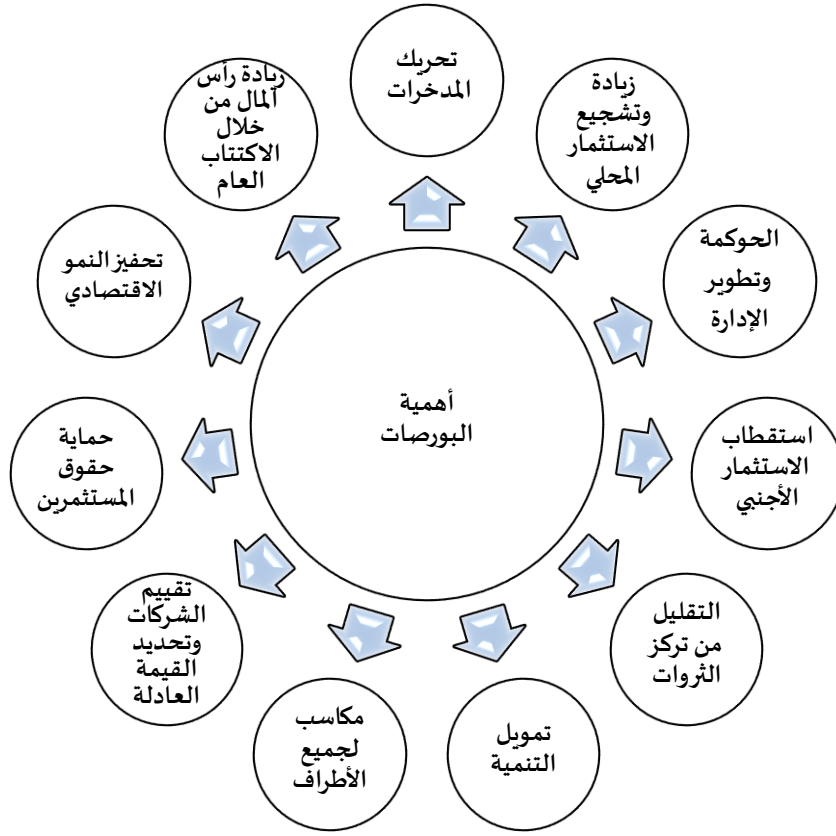 أهمية
البورصات
تحريك
المدخرات
زيادة
وتشجيع
الاستثمار
المحلي
الحوكمة
وتطوير
الإدارة
استقطاب
الاستثمار
الأجنبي
التقليل
من تركز
الثروات
تمويل
التنمية
مكاسب
لجميع
الأطراف
تقييم
الشركات
وتحديد
القيمة
العادلة
حماية
حقوق
المستثمرين
تحفيز النمو
الاقتصادي
زيادة رأس
المال من
خلال
الاكتتاب
العام